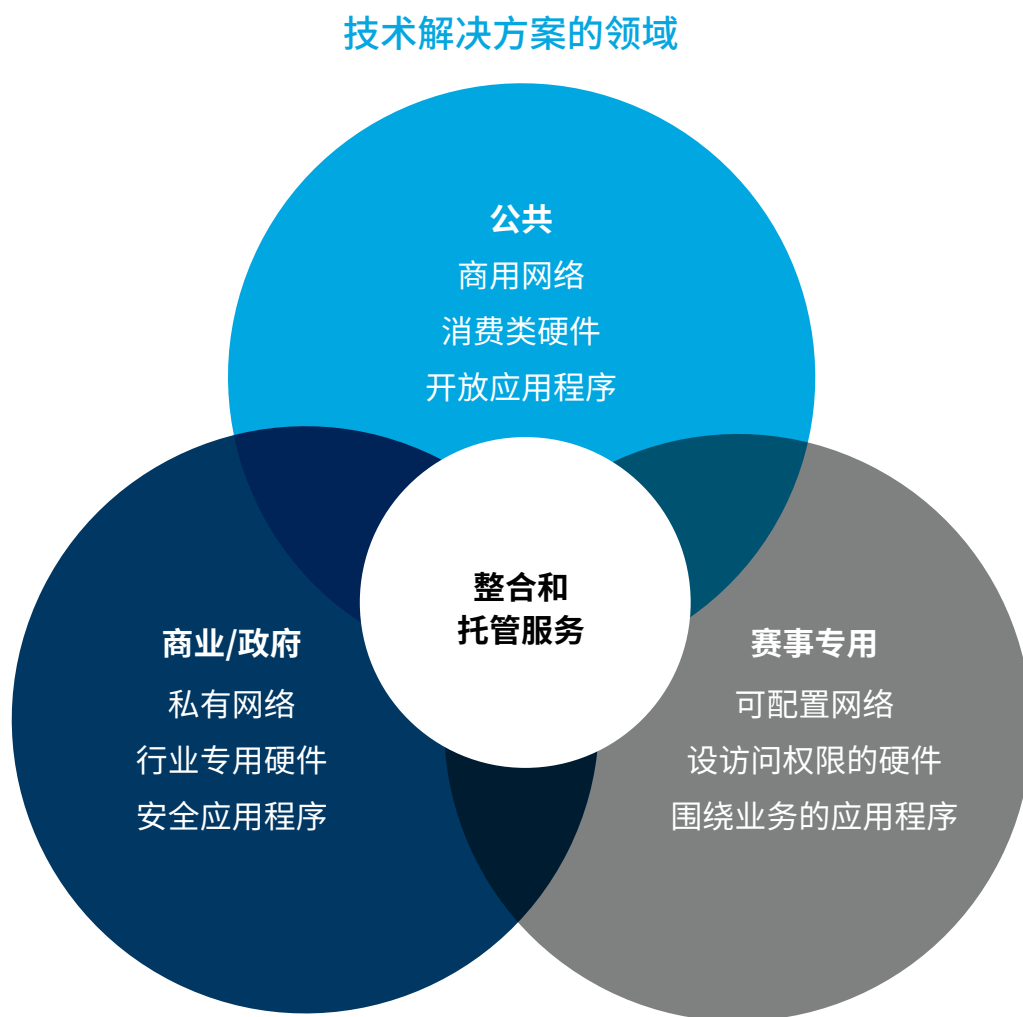 技术解决方案的领域
公共
商用网络
消费类硬件
开放应用程序
整合和
托管服务
商业/政府
私有网络
行业专用硬件
安全应用程序
赛事专用
可配置网络
设访问权限的硬件
围绕业务的应用程序